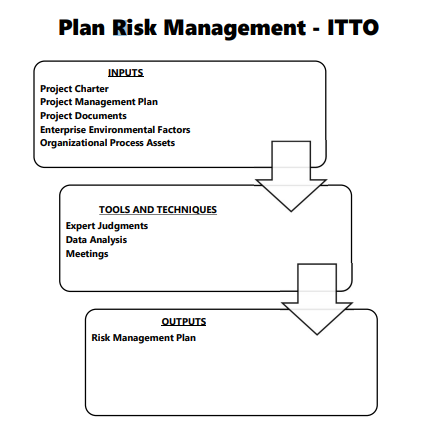 Plan Risk Management - ITTO
INPUTS
Project Charter
Project Management Plan
Project Documents
Enterprise Environmental Factors
Organizational Process Assets
TOOLS AND TECHNIQUES
Expert Judgments
Data Analysis
Meetings
OUTPUTS
Risk Management Plan